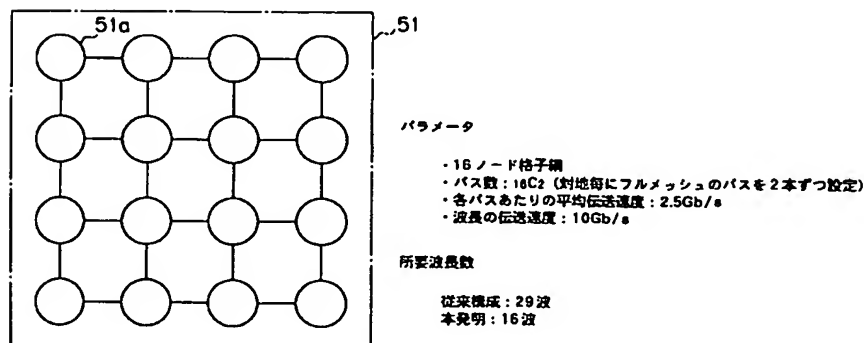 51a
51
パラメータ
・16ノード格子網
・パス数：16C2（対地毎にフルメッシュのパスを2本ずつ設定）
・各パスあたりの平均伝送速度：2.5Gb/s
・波長の伝送速度：10Gb/s
所要波長数
従来構成：29波
本発明：16波